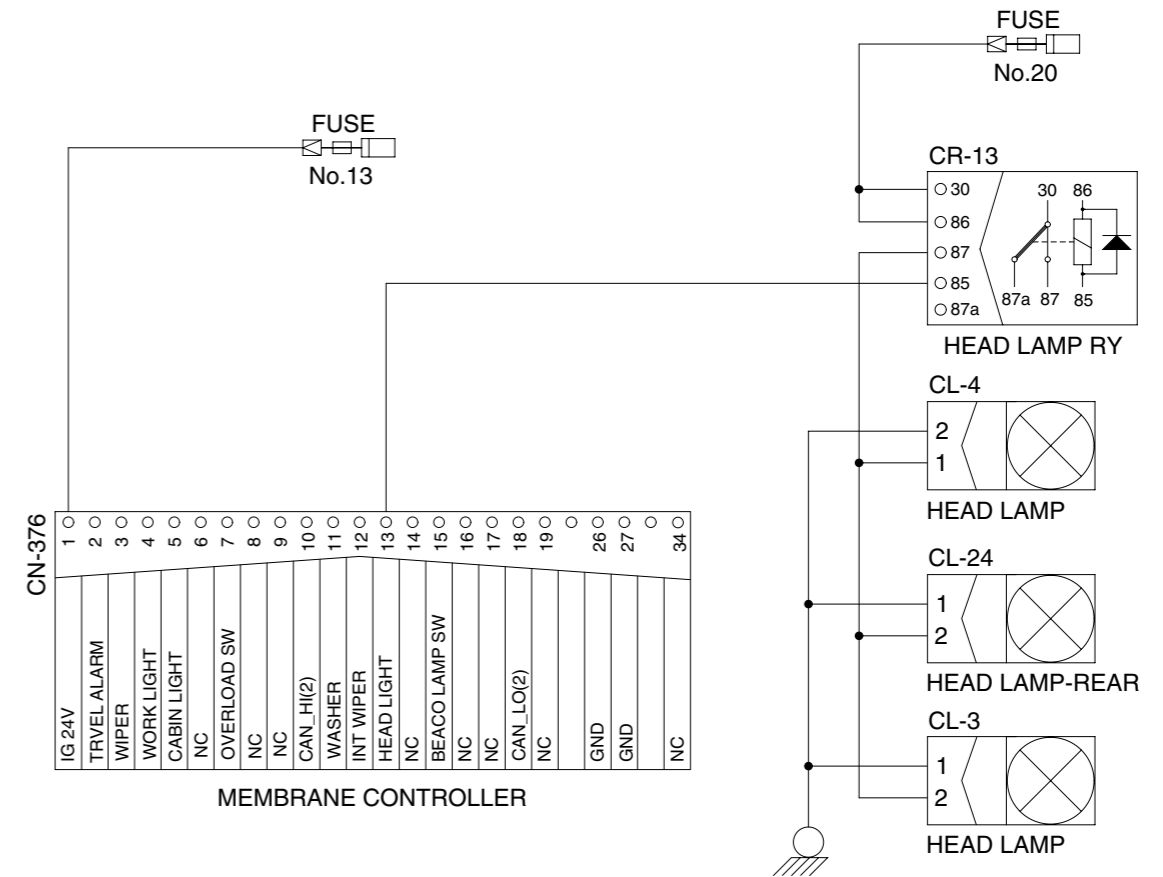 FUSE
No.20
FUSE
No.13
CR-13
30
86
87
85
87a
30 86
87a 87 85
HEAD LAMP RY
CL-4
2
1
HEAD LAMP
CL-24
1
2
HEAD LAMP-REAR
CL-3
1
2
HEAD LAMP
CN-376
1 2 3 4 5 6 7 8 9 10 11 12 13 14 15 16 17 18 19 26 27 34
IG 24V
TRVEL ALARM
WIPER
WORK LIGHT
CABIN LIGHT
NC
OVERLOAD SW
NC
NC
CAN_HI(2)
WASHER
INT WIPER
HEAD LIGHT
NC
BEACO LAMP SW
NC
NC
CAN_LO(2)
NC
GND
GND
NC
MEMBRANE CONTROLLER